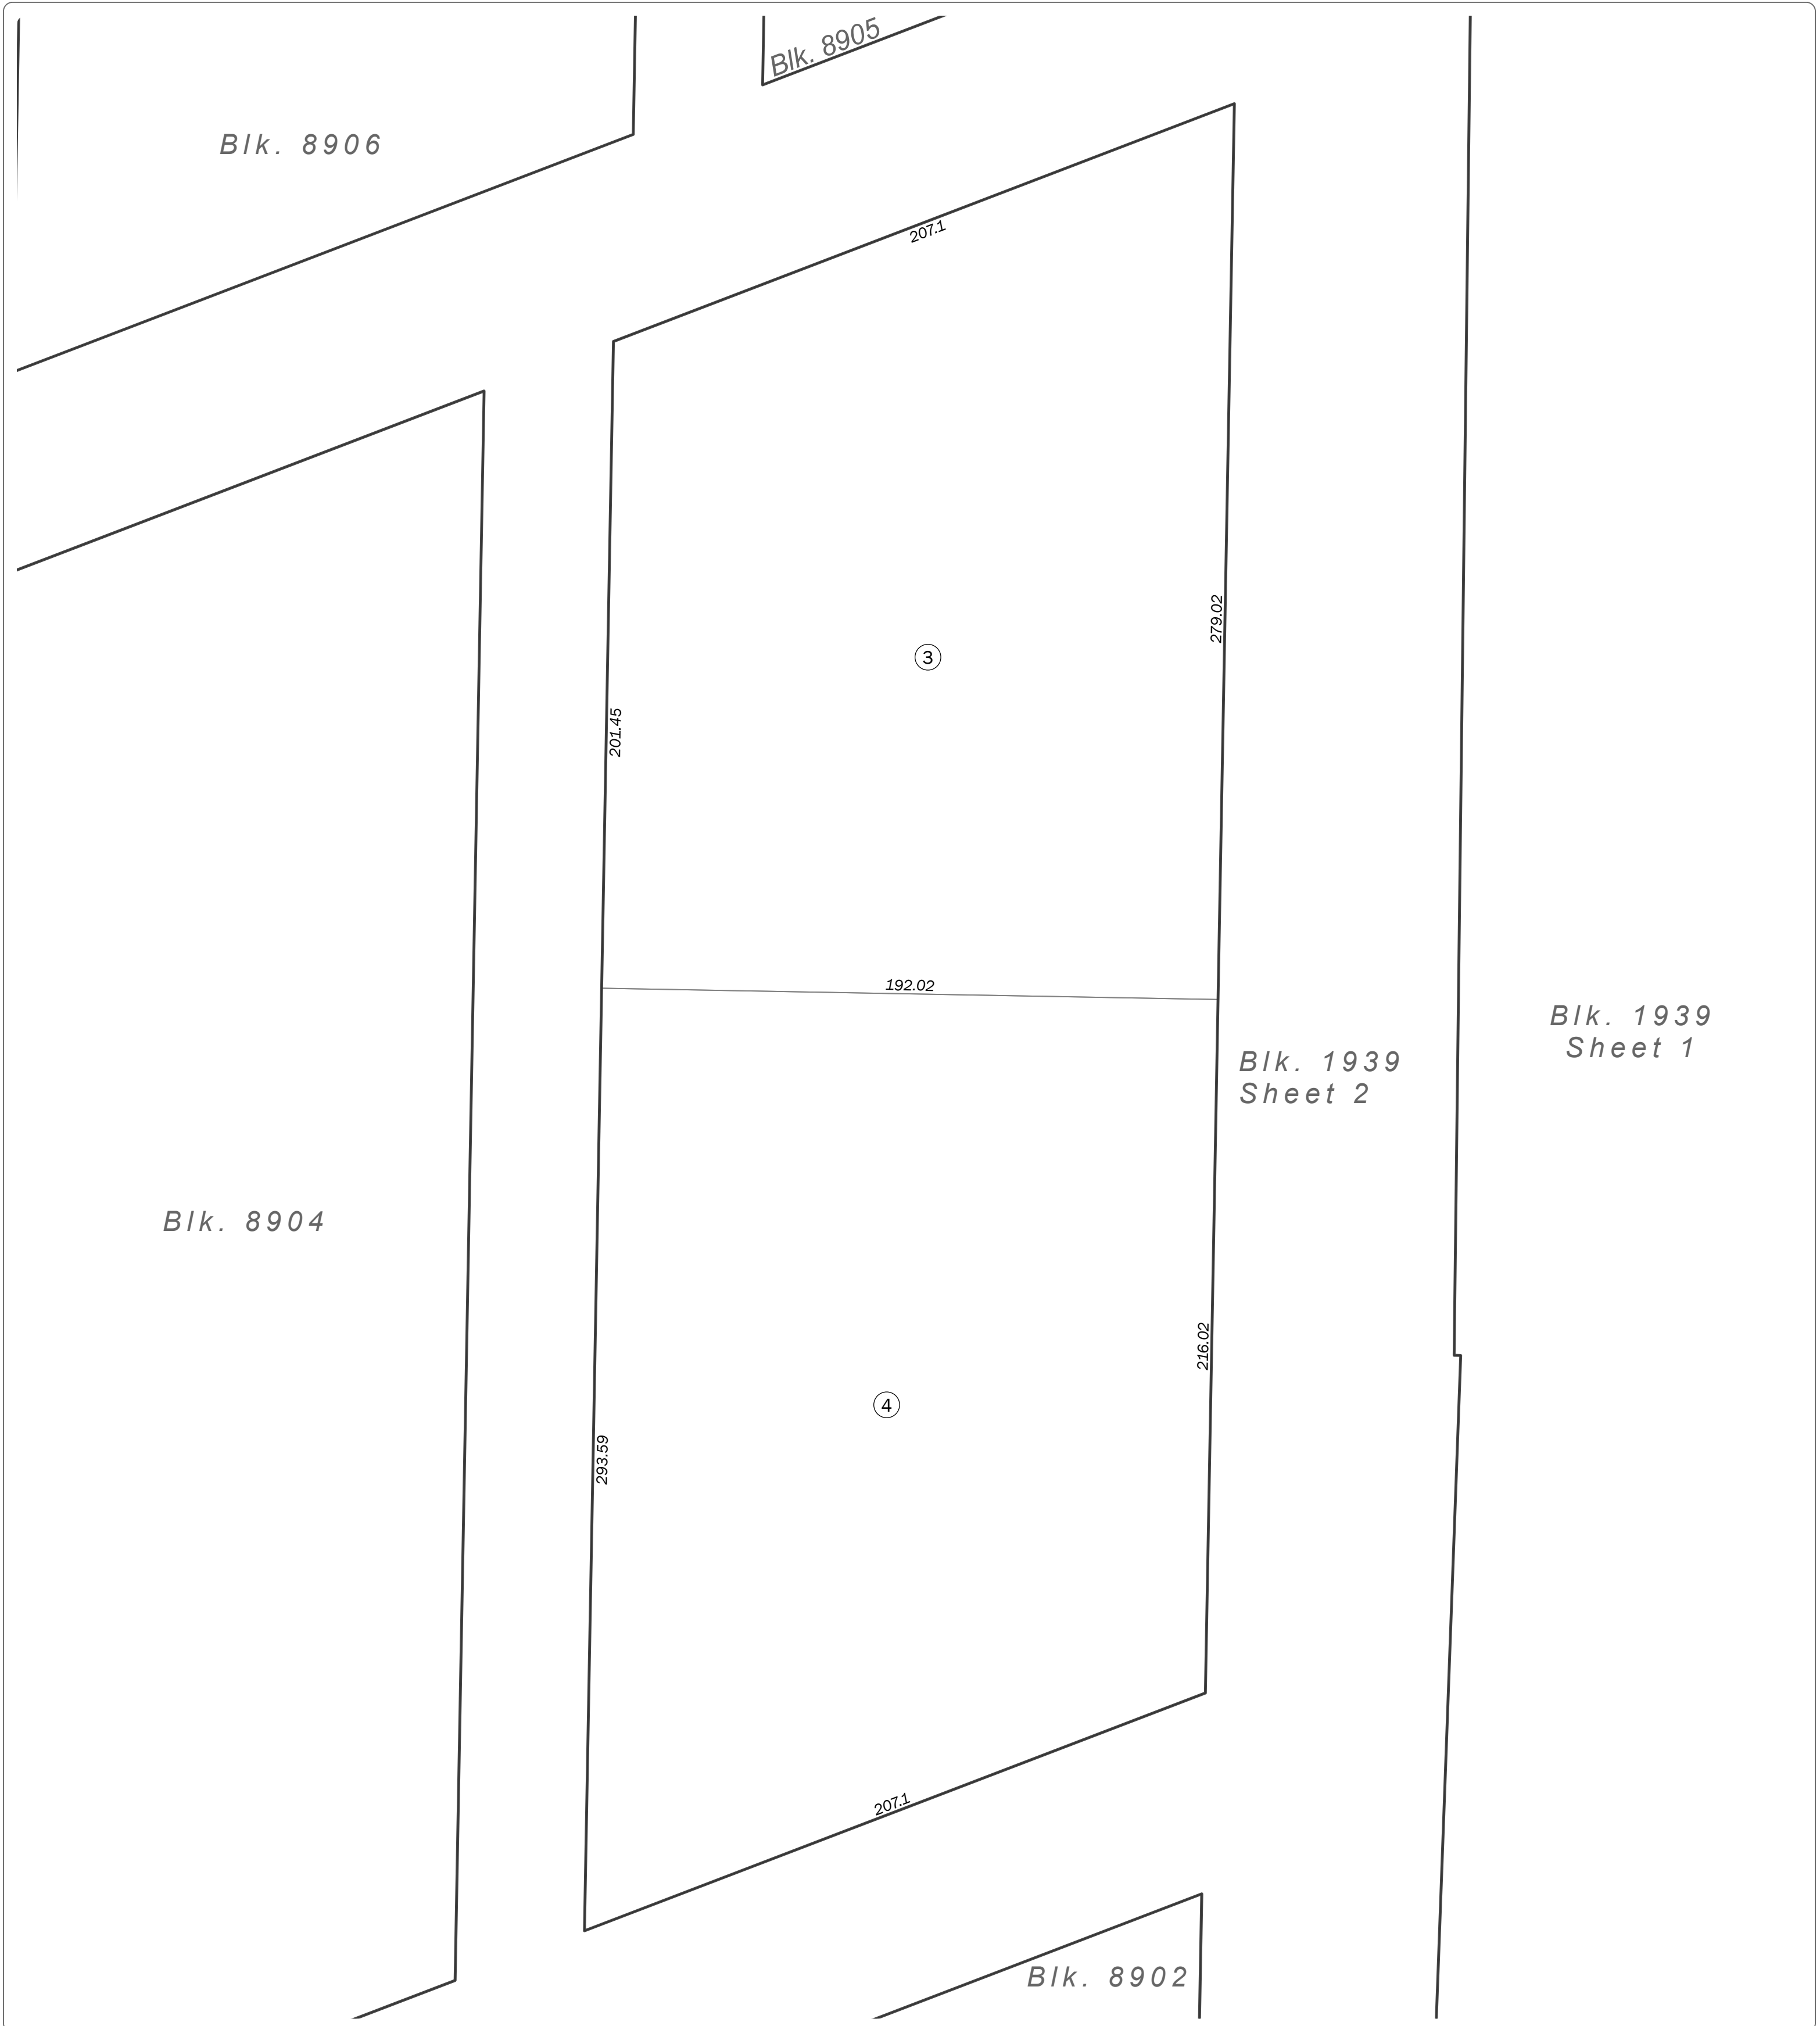 Blk. 8905
Blk. 8906
207.1
279.02
3
201.45
192.02
Blk. 1939
Sheet 1
Blk. 1939
Sheet 2
Blk. 8904
216.02
4
293.59
207.1
Blk. 8902